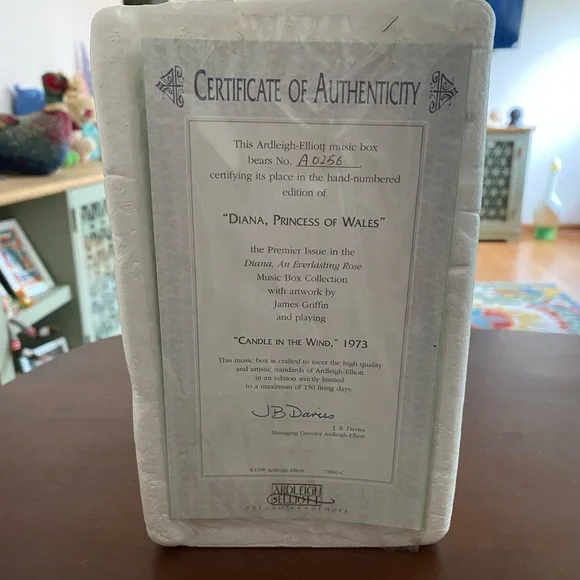 CERTIFICATE OF AUTHENTICITY
This Ardleigh-Elliott music box
bears No. A0256
certifying its place in the hand-numbered
edition of
"DIANA, PRINCESS OF WALES"
the Premier Issue in the
Diana, An Everlasting Rose
Music Box Collection
with artwork by
James Griffin
and playing
"CANDLE IN THE WIND," 1973
This music box is crafted to meet the high quality
and artistic standards of Ardleigh-Elliott
in an edition strictly limited
to a maximum of 150 firing days.
JB Davies
J. B. Davies
Managing Director Ardleigh-Elliott
©1998 Ardleigh Elliott
ARDLEIGH
ELLIOTT